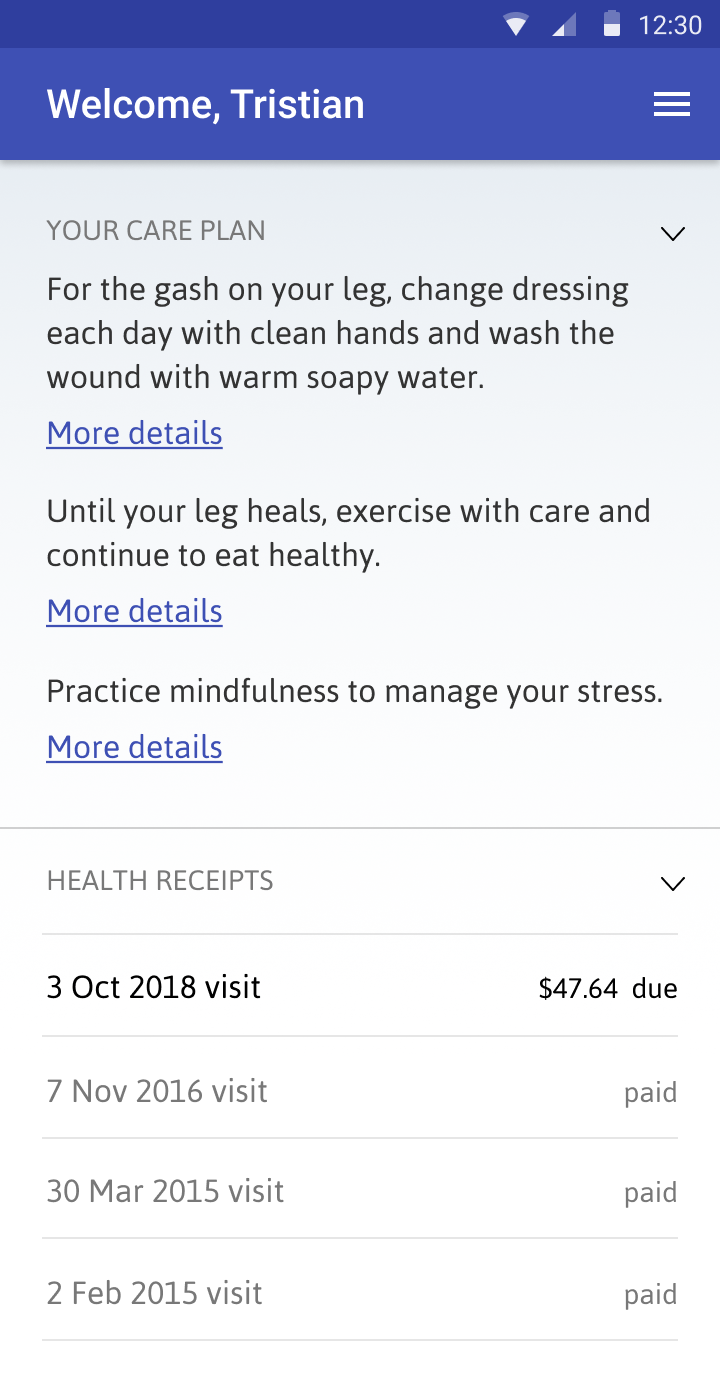 12:30
Welcome, Tristian
YOUR CARE PLAN
For the gash on your leg, change dressing
each day with clean hands and wash the
wound with warm soapy water.
More details
Until your leg heals, exercise with care and
continue to eat healthy.
More details
Practice mindfulness to manage your stress.
More details
HEALTH RECEIPTS
3 Oct 2018 visit $47.64 due
7 Nov 2016 visit paid
30 Mar 2015 visit paid
2 Feb 2015 visit paid